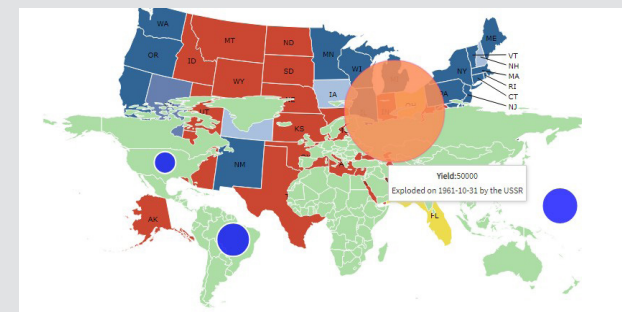 WA
ME
MT
ND
MN
OR
VT
ID
WI
NH
SD
NY
MA
WY
RI
PA
IA
CT
NJ
KS
NM
Yield:50000
Exploded on 1961-10-31 by the USSR
AK
FL